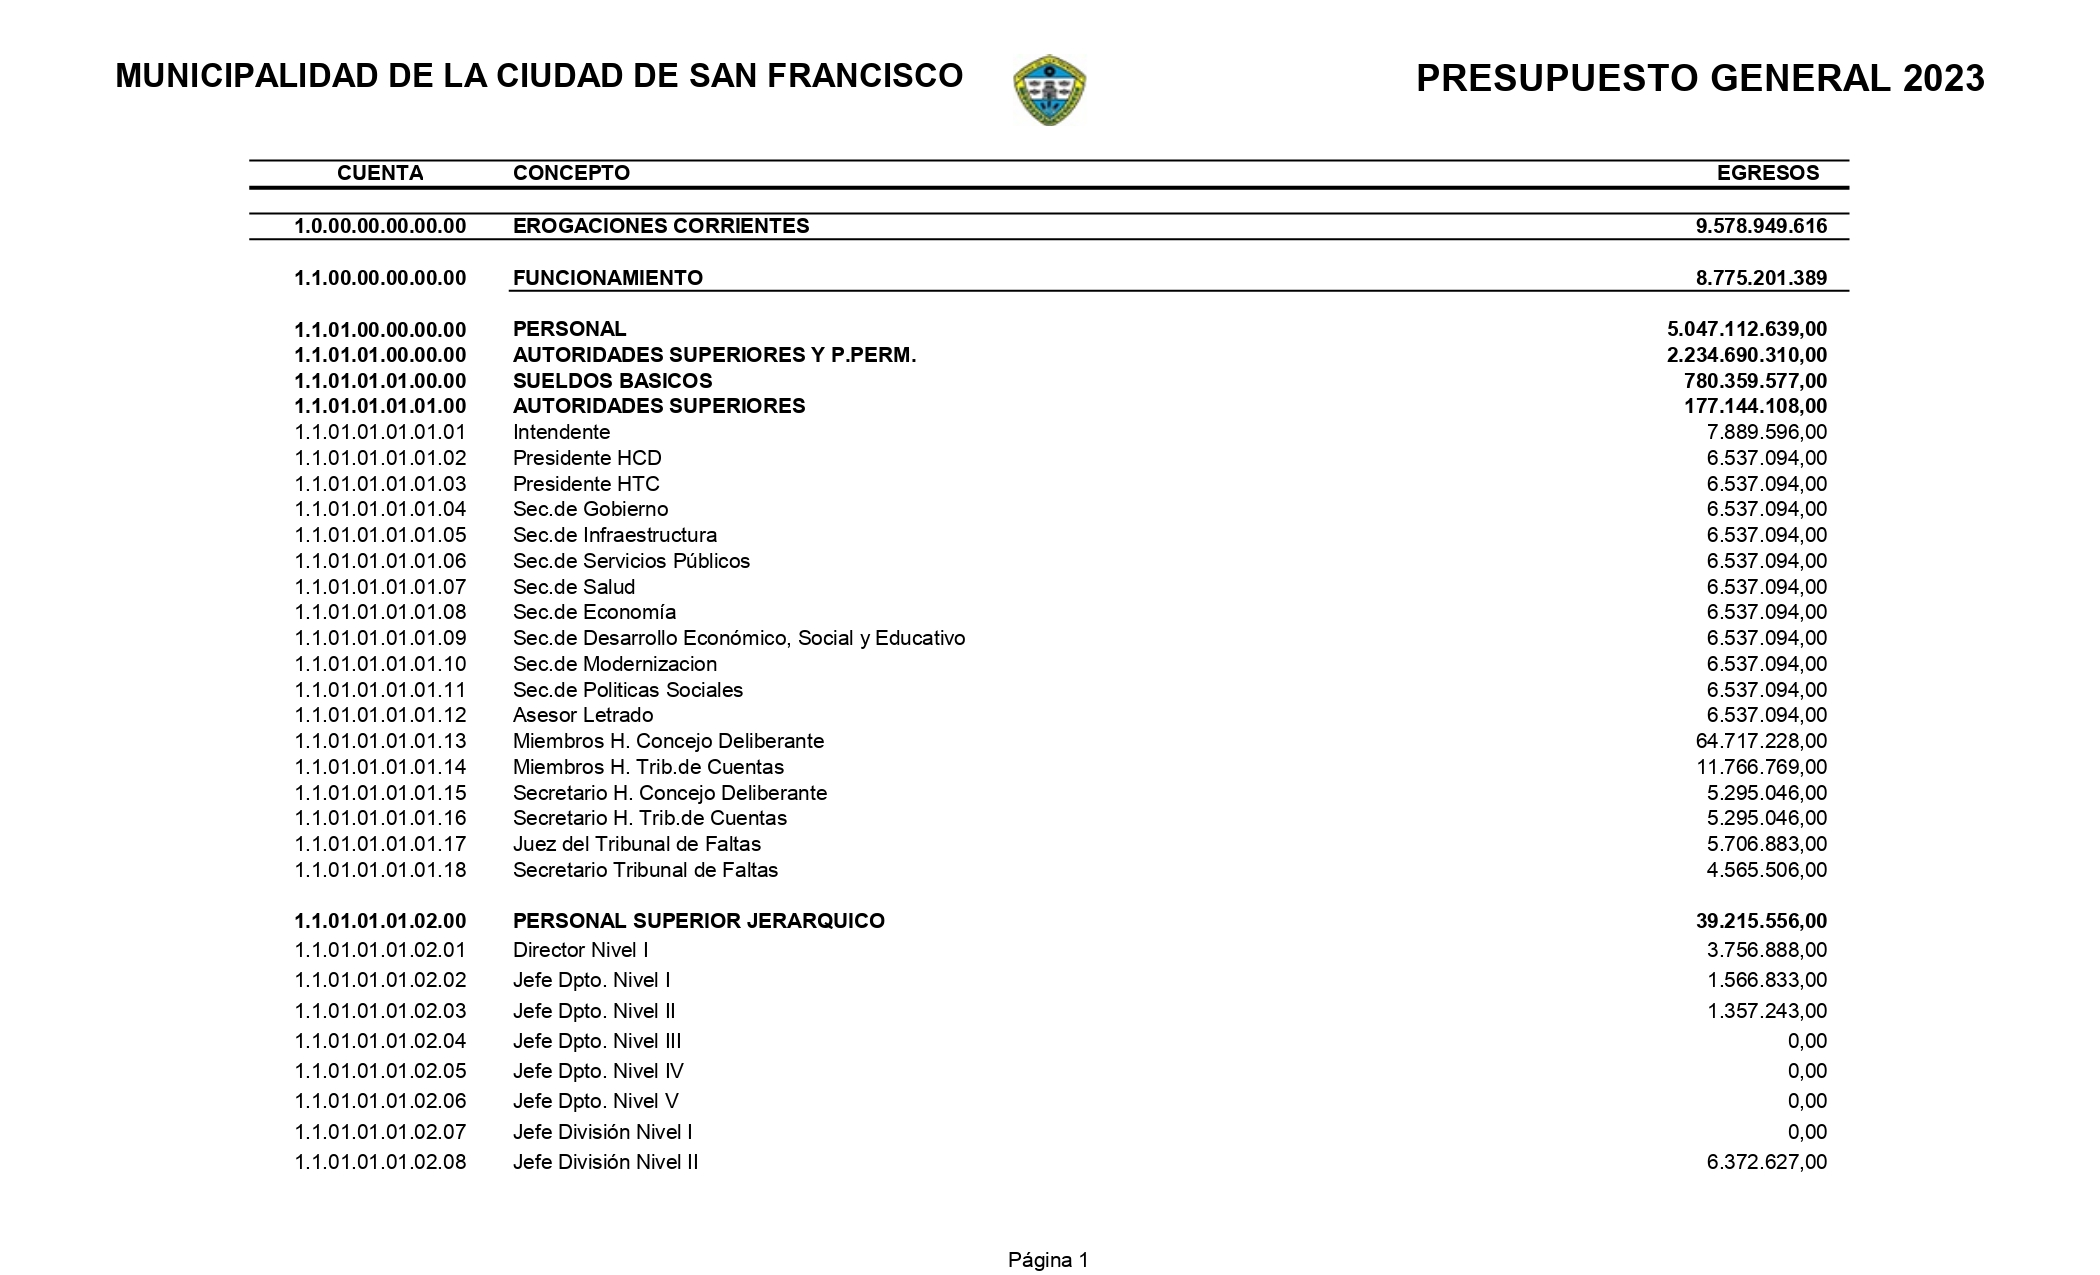 MUNICIPALIDAD DE LA CIUDAD DE SAN FRANCISCO PRESUPUESTO GENERAL 2023
CUENTA CONCEPTO EGRESOS
1.0.00.00.00.00.00 EROGACIONES CORRIENTES 9.578.949.616
1.1.00.00.00.00.00 FUNCIONAMIENTO 8.775.201.389
1.1.01.00.00.00.00 PERSONAL 5.047.112.639,00
1.1.01.01.00.00.00 AUTORIDADES SUPERIORES Y P.PERM. 2.234.690.310,00
1.1.01.01.01.00.00 SUELDOS BASICOS 780.359.577,00
1.1.01.01.01.01.00 AUTORIDADES SUPERIORES 177.144.108,00
1.1.01.01.01.01.01 Intendente 7.889.596,00
1.1.01.01.01.01.02 Presidente HCD 6.537.094,00
1.1.01.01.01.01.03 Presidente HTC 6.537.094,00
1.1.01.01.01.01.04 Sec.de Gobierno 6.537.094,00
1.1.01.01.01.01.05 Sec.de Infraestructura 6.537.094,00
1.1.01.01.01.01.06 Sec.de Servicios Públicos 6.537.094,00
1.1.01.01.01.01.07 Sec.de Salud 6.537.094,00
1.1.01.01.01.01.08 Sec.de Economía 6.537.094,00
1.1.01.01.01.01.09 Sec.de Desarrollo Económico, Social y Educativo 6.537.094,00
1.1.01.01.01.01.10 Sec.de Modernizacion 6.537.094,00
1.1.01.01.01.01.11 Sec.de Politicas Sociales 6.537.094,00
1.1.01.01.01.01.12 Asesor Letrado 6.537.094,00
1.1.01.01.01.01.13 Miembros H. Concejo Deliberante 64.717.228,00
1.1.01.01.01.01.14 Miembros H. Trib.de Cuentas 11.766.769,00
1.1.01.01.01.01.15 Secretario H. Concejo Deliberante 5.295.046,00
1.1.01.01.01.01.16 Secretario H. Trib.de Cuentas 5.295.046,00
1.1.01.01.01.01.17 Juez del Tribunal de Faltas 5.706.883,00
1.1.01.01.01.01.18 Secretario Tribunal de Faltas 4.565.506,00
1.1.01.01.01.02.00 PERSONAL SUPERIOR JERARQUICO 39.215.556,00
1.1.01.01.01.02.01 Director Nivel I 3.756.888,00
1.1.01.01.01.02.02 Jefe Dpto. Nivel I 1.566.833,00
1.1.01.01.01.02.03 Jefe Dpto. Nivel II 1.357.243,00
1.1.01.01.01.02.04 Jefe Dpto. Nivel III 0,00
1.1.01.01.01.02.05 Jefe Dpto. Nivel IV 0,00
1.1.01.01.01.02.06 Jefe Dpto. Nivel V 0,00
1.1.01.01.01.02.07 Jefe División Nivel I 0,00
1.1.01.01.01.02.08 Jefe División Nivel II 6.372.627,00
Página 1